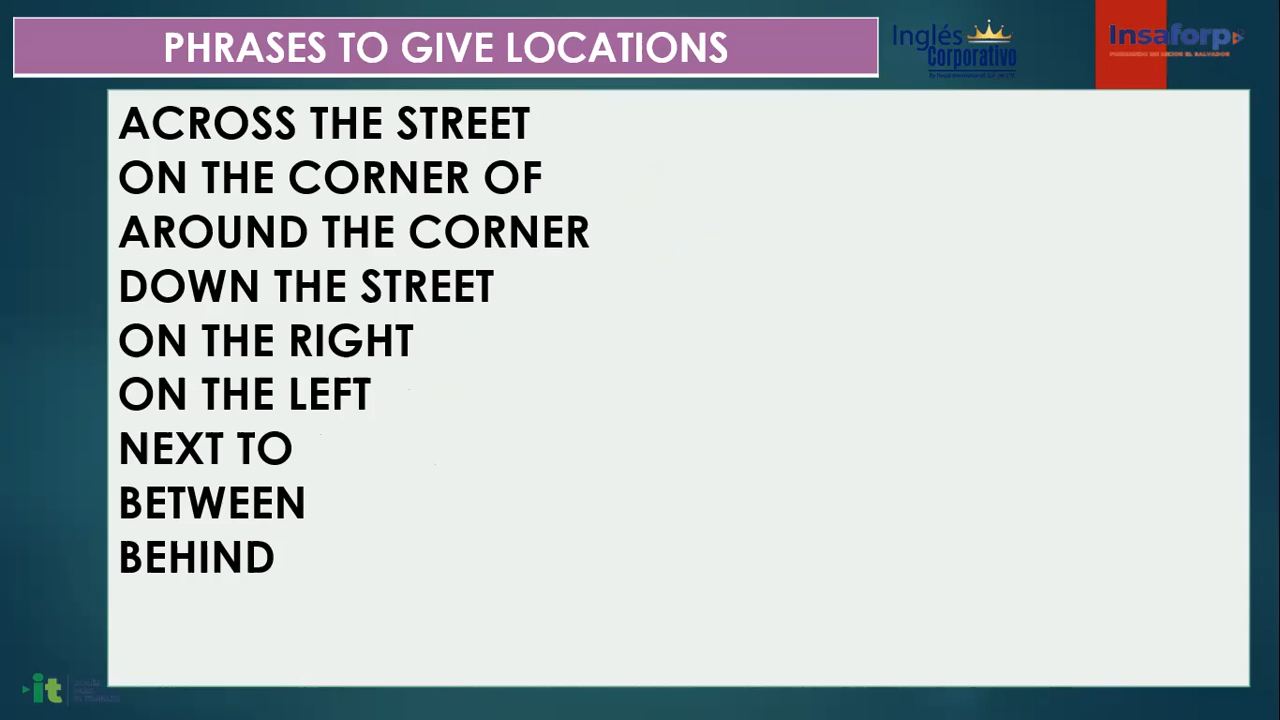 PHRASES TO GIVE LOCATIONS
Inglés
Corporativo
Insaforp
ACROSS THE STREET
ON THE CORNER OF
AROUND THE CORNER
DOWN THE STREET
ON THE RIGHT
ON THE LEFT
NEXT TO
BETWEEN
BEHIND
it